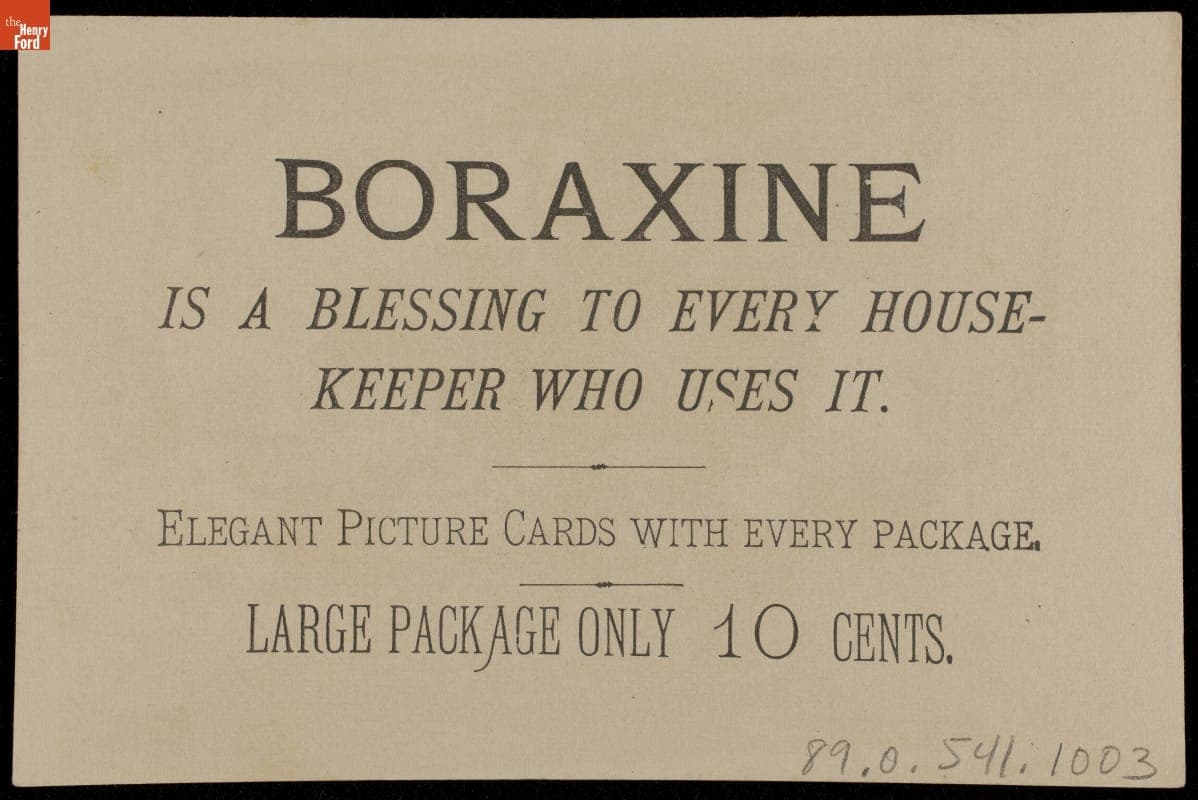 the
Henry
Ford
BORAXINE
IS A BLESSING TO EVERY HOUSE-
KEEPER WHO USES IT.
ELEGANT PICTURE CARDS WITH EVERY PACKAGE.
LARGE PACKAGE ONLY 10 CENTS.
89.0.541.1003